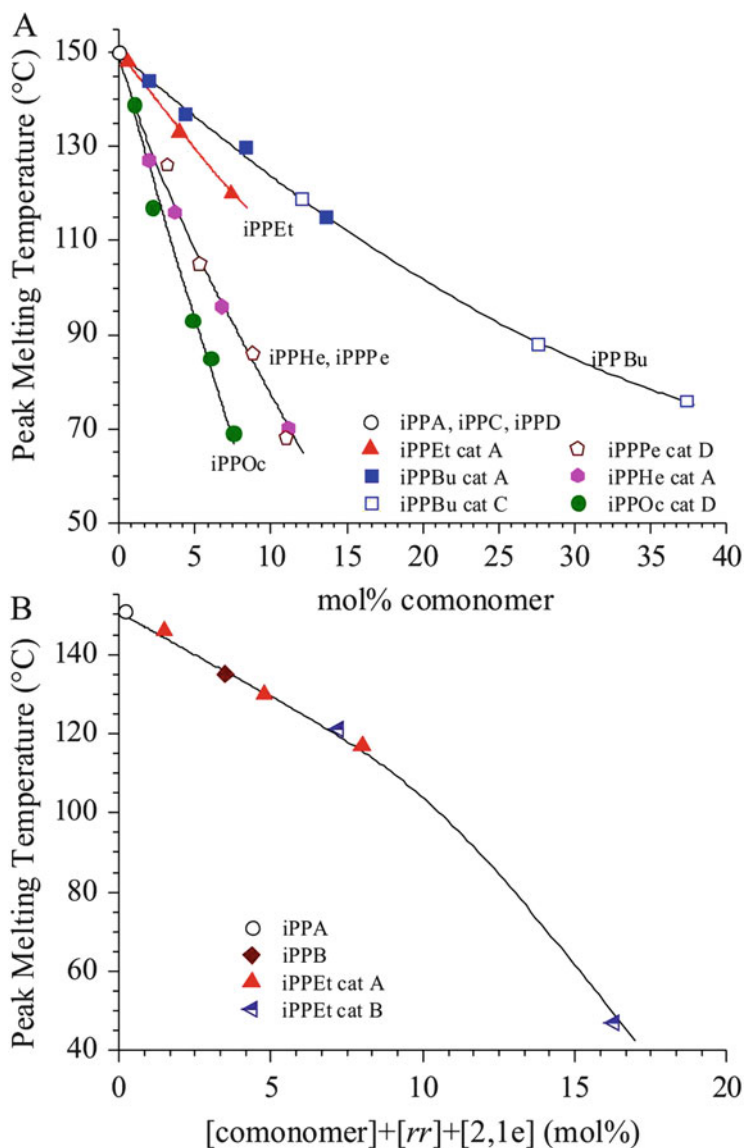 A
Peak Melting Temperature (°C)
150
130
110
90
70
50
iPPEt
iPPHe, iPPPe
iPPBu
iPPOc
iPPA, iPPC, iPPD
iPPEt cat A
iPPPe cat D
iPPBu cat A
iPPHe cat A
iPPBu cat C
iPPOc cat D
0 5 10 15 20 25 30 35 40
mol% comonomer
B
Peak Melting Temperature (°C)
140
120
100
80
60
40
iPPA
iPPB
iPPEt cat A
iPPEt cat B
0 5 10 15 20
[comonomer]+[rr]+[2,1e] (mol%)